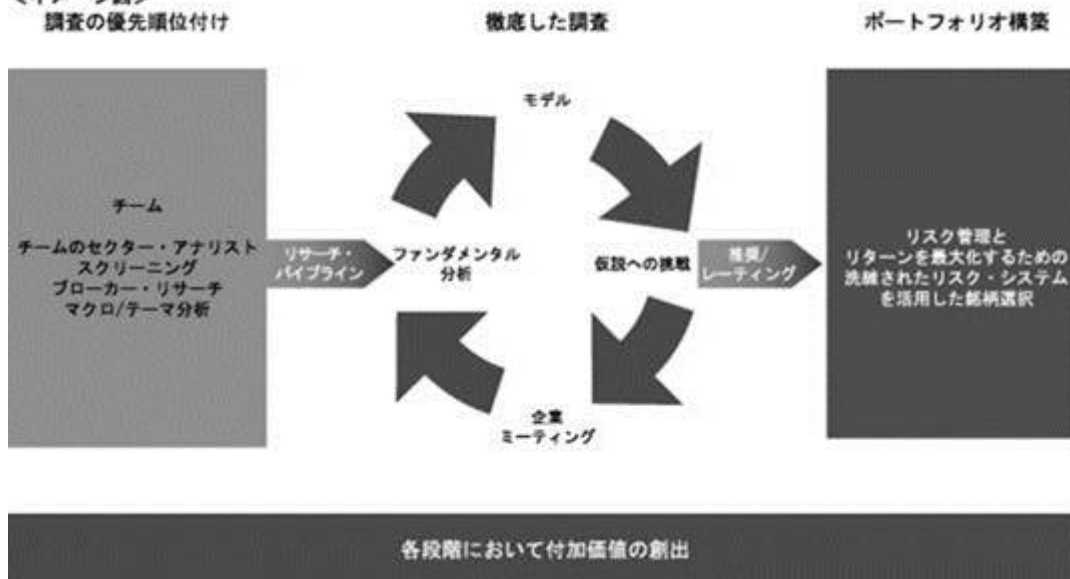 調査の優先順位付け
徹底した調査
ポートフォリオ構築
チーム
チームのセクター・アナリスト
スクリーニング
ブローカー・リサーチ
マクロ/テーマ分析
リサーチ・
パイプライン
モデル
ファンダメンタル
分析
仮説への挑戦
企業
ミーティング
推奨/
レーティング
リスク管理と
リターンを最大化するための
洗練されたリスク・システム
を活用した銘柄選択
各段階において付加価値の創出